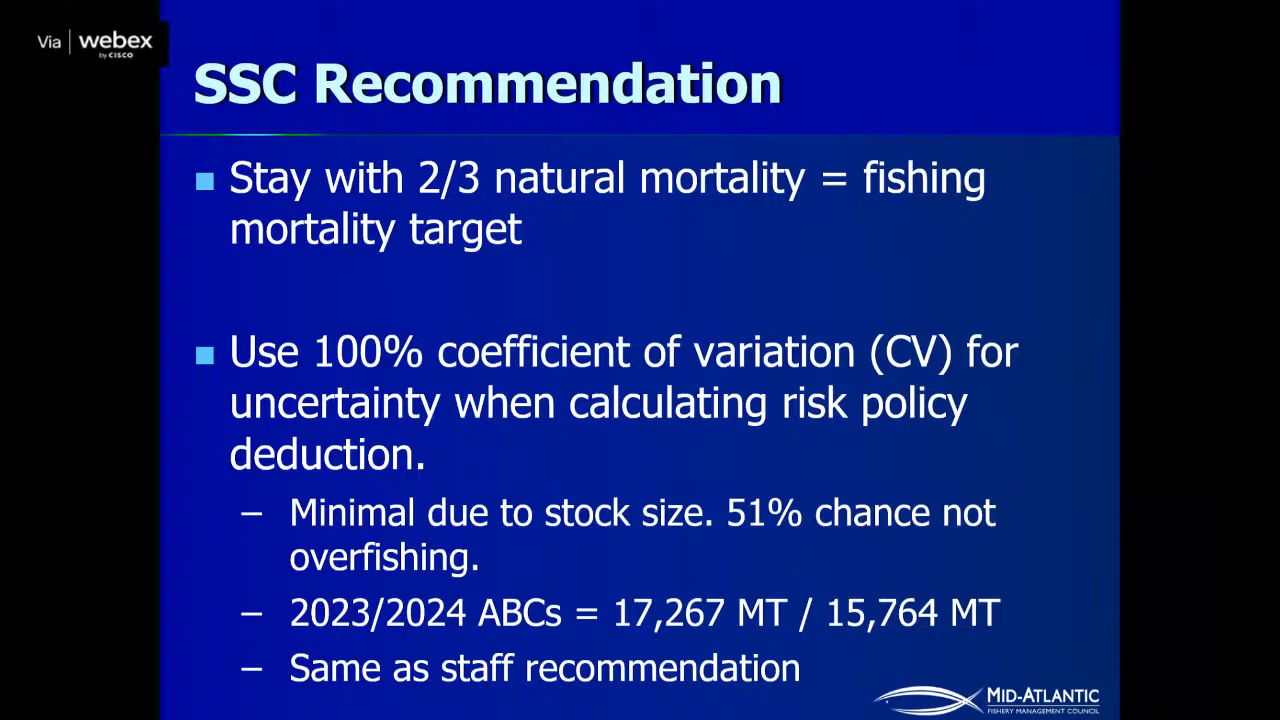 Via | webex
by CISCO
SSC Recommendation
Stay with 2/3 natural mortality = fishing
mortality target
Use 100% coefficient of variation (CV) for
uncertainty when calculating risk policy
deduction.
– Minimal due to stock size. 51% chance not
overfishing.
– 2023/2024 ABCs = 17,267 MT / 15,764 MT
– Same as staff recommendation
MID-ATLANTIC
FISHERY MANAGEMENT COUNCIL